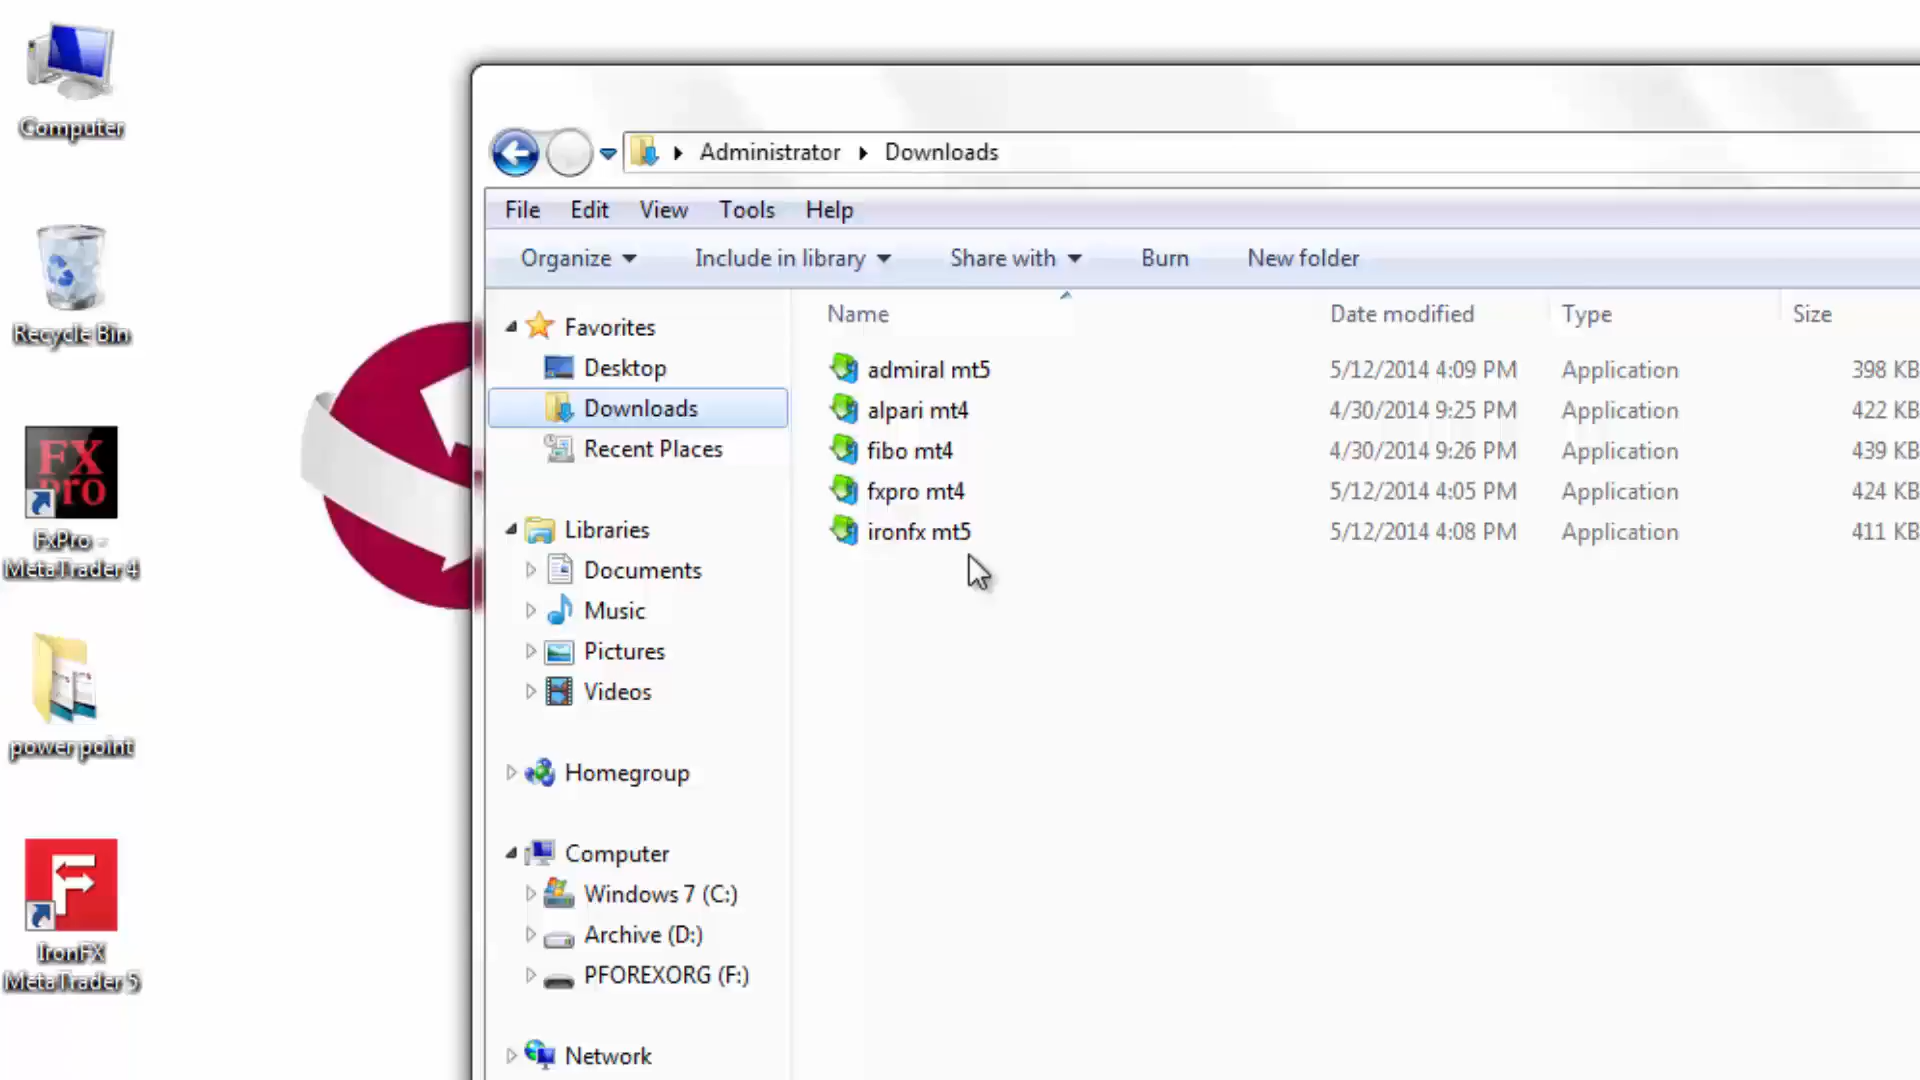 Computer
Recycle Bin
FX
Pro
FxPro -
MetaTrader 4
power point
IronFX
MetaTrader 5
Administrator Downloads
File Edit View Tools Help
Organize Include in library Share with Burn New folder
Favorites
Desktop
Downloads
Recent Places
Libraries
Documents
Music
Pictures
Videos
Homegroup
Computer
Windows 7 (C:)
Archive (D:)
PFOREXORG (F:)
Network
Name Date modified Type Size
admiral mt5 5/12/2014 4:09 PM Application 398 KB
alpari mt4 4/30/2014 9:25 PM Application 422 KB
fibo mt4 4/30/2014 9:26 PM Application 439 KB
fxpro mt4 5/12/2014 4:05 PM Application 424 KB
ironfx mt5 5/12/2014 4:08 PM Application 411 KB